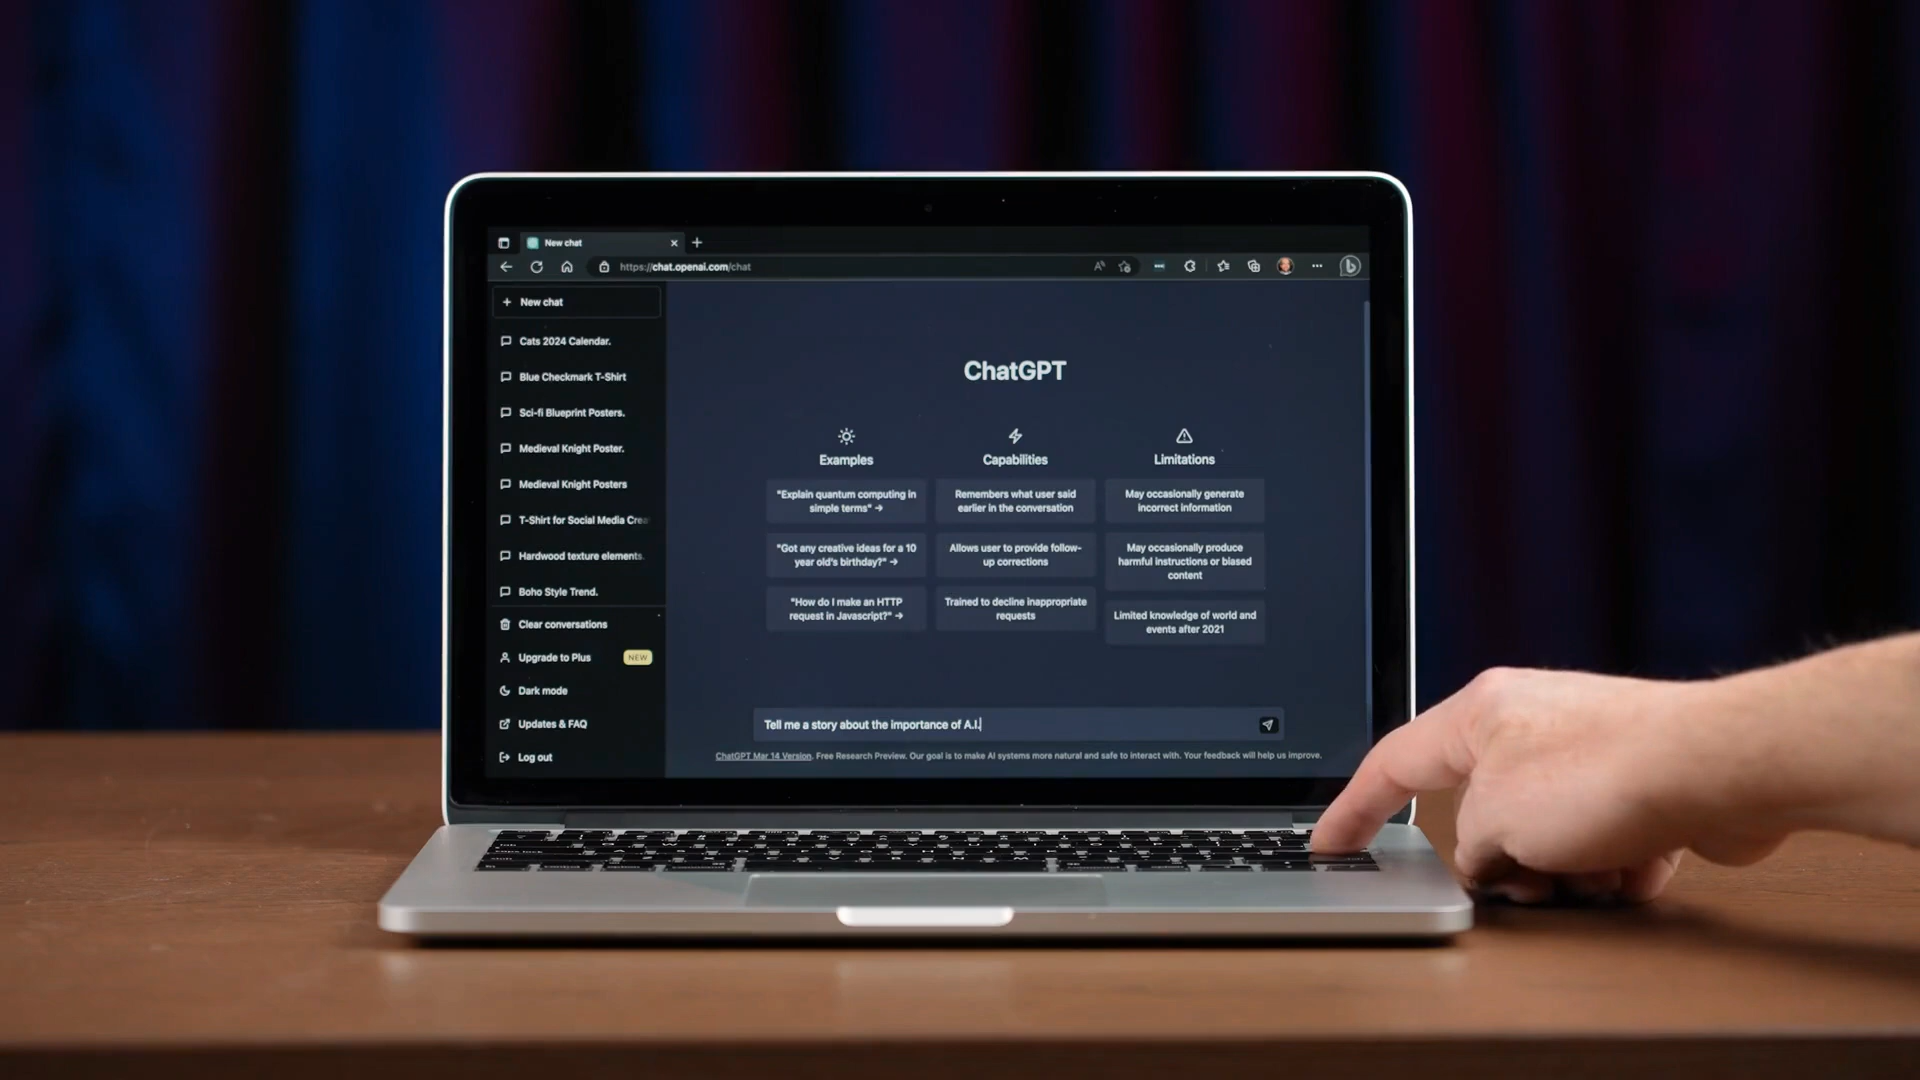 New chat
https://chat.openai.com/chat
New chat
Cats 2024 Calendar.
Blue Checkmark T-Shirt
Sci-fi Blueprint Posters.
Medieval Knight Poster.
Medieval Knight Posters
T-Shirt for Social Media Crea
Hardwood texture elements.
Boho Style Trend.
Clear conversations
Upgrade to Plus
NEW
Dark mode
Updates & FAQ
Log out
ChatGPT
Examples
"Explain quantum computing in
simple terms" →
"Got any creative ideas for a 10
year old's birthday?" →
"How do I make an HTTP
request in Javascript?" →
Capabilities
Remembers what user said
earlier in the conversation
Allows user to provide follow-
up corrections
Trained to decline inappropriate
requests
Limitations
May occasionally generate
incorrect information
May occasionally produce
harmful instructions or biased
content
Limited knowledge of world and
events after 2021
Tell me a story about the importance of A.I.
ChatGPT Mar 14 Version. Free Research Preview. Our goal is to make AI systems more natural and safe to interact with. Your feedback will help us improve.